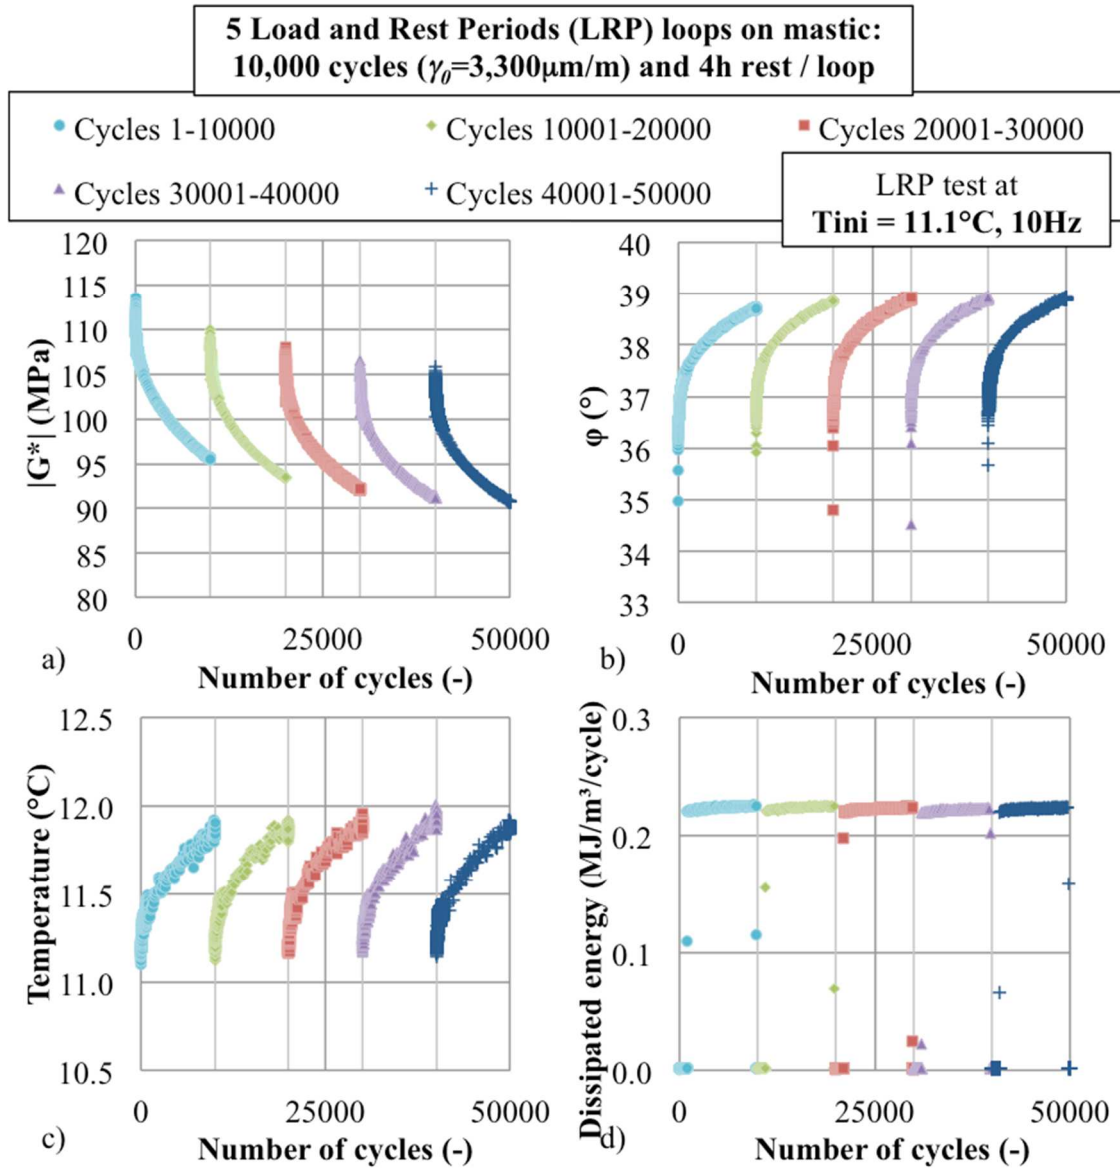 5 Load and Rest Periods (LRP) loops on mastic:
10,000 cycles (γ0=3,300μm/m) and 4h rest / loop
Cycles 1-10000
Cycles 10001-20000
Cycles 20001-30000
Cycles 30001-40000
Cycles 40001-50000
LRP test at
Tini = 11.1°C, 10Hz
|G*| (MPa)
120
115
110
105
100
95
90
85
80
0
25000
50000
a)
Number of cycles (-)
φ (°)
40
39
38
37
36
35
34
33
0
25000
50000
b)
Number of cycles (-)
Temperature (°C)
12.5
12.0
11.5
11.0
10.5
0
25000
50000
c)
Number of cycles (-)
Dissipated energy (MJ/m³/cycle)
0.3
0.2
0.1
0.0
0
25000
50000
d)
Number of cycles (-)